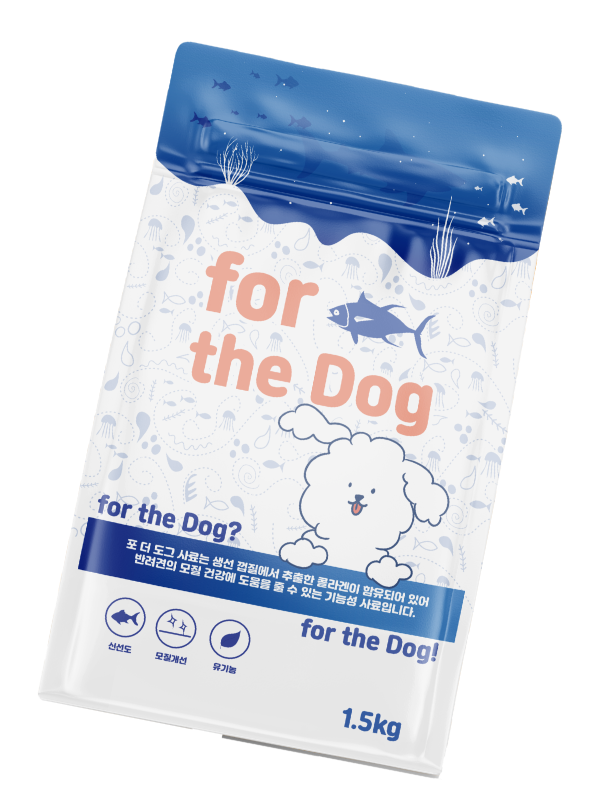 for
the Dog
for the Dog?
포 더 도그 사료는 생선 껍질에서 추출한 콜라겐이 함유되어 있어
반려견의 모질 건강에 도움을 줄 수 있는 기능성 사료입니다.
for the Dog!
신선도
모질개선
유기농
1.5kg